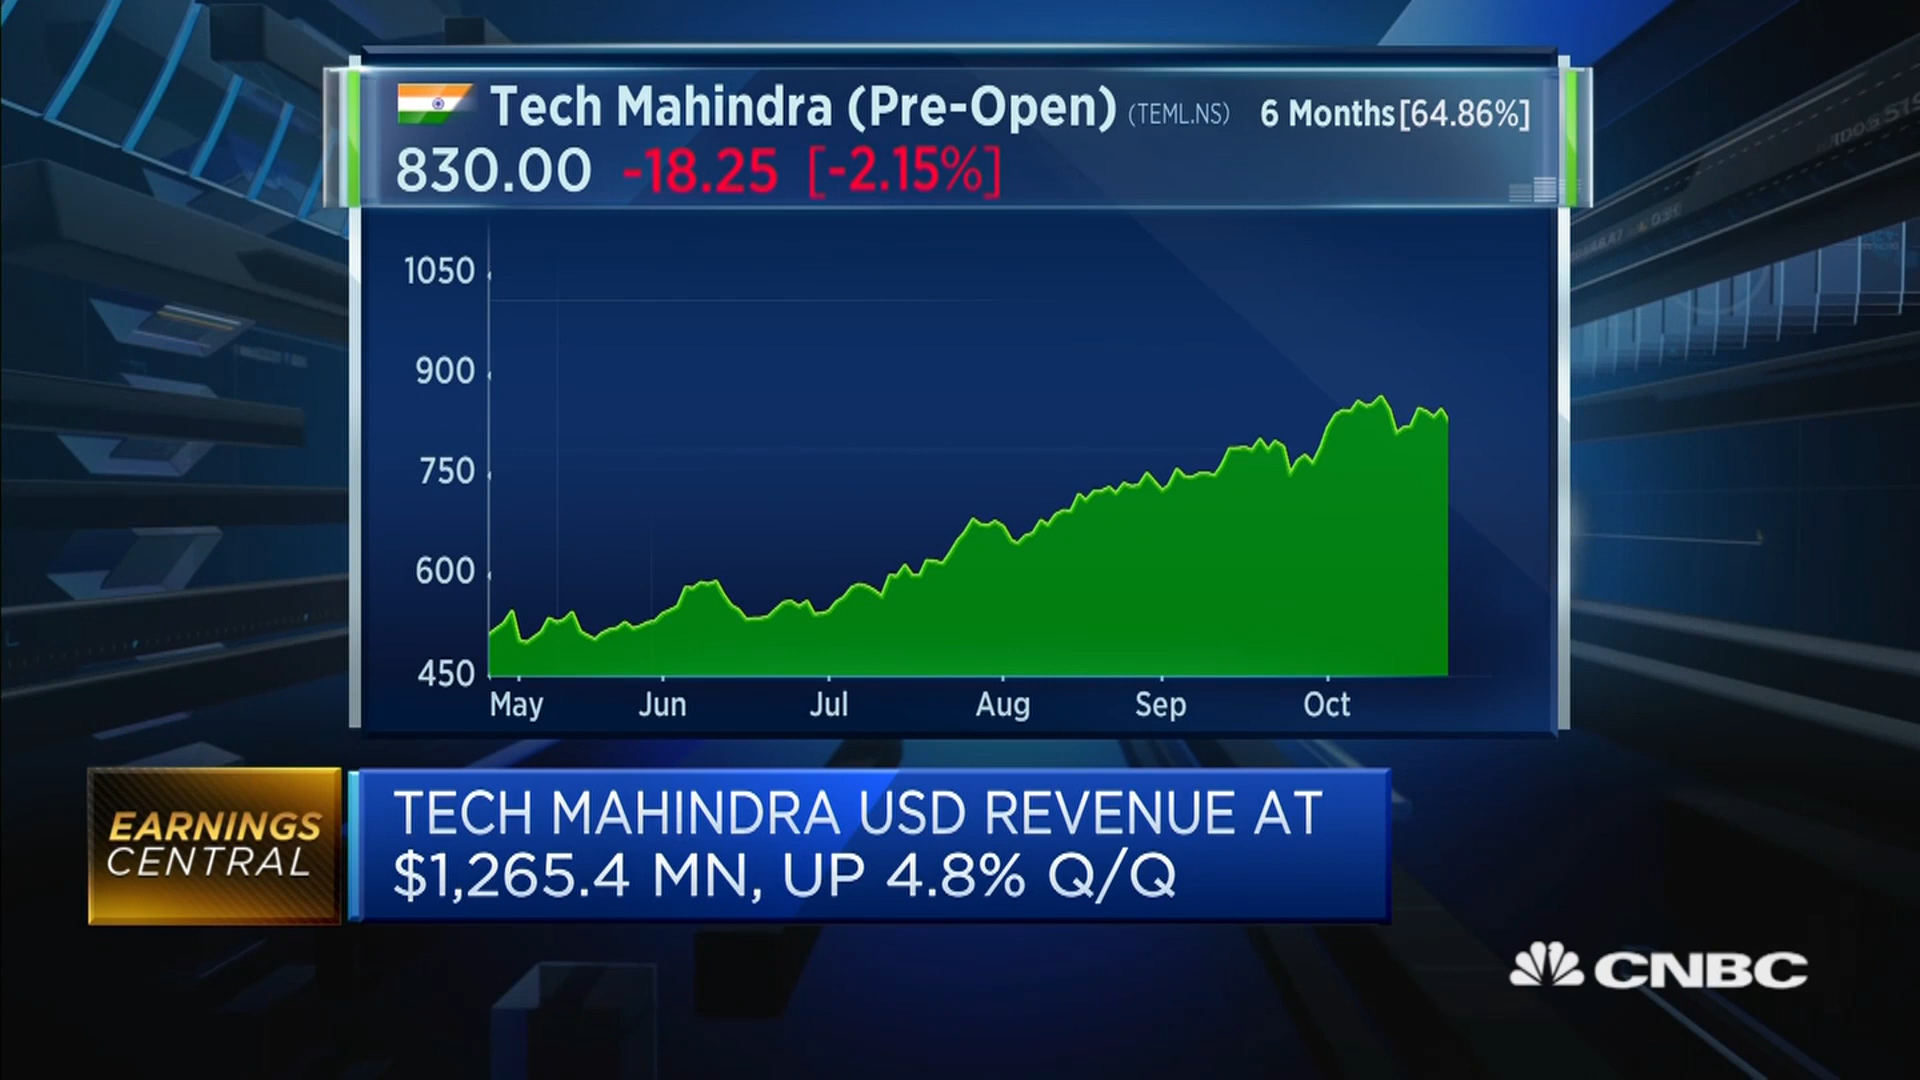 Tech Mahindra (Pre-Open) (TEML.NS) 6 Months [64.86%]
830.00 -18.25 [-2.15%]
1050
900
750
600
450
May Jun Jul Aug Sep Oct
EARNINGS
CENTRAL
TECH MAHINDRA USD REVENUE AT
$1,265.4 MN, UP 4.8% Q/Q
CNBC